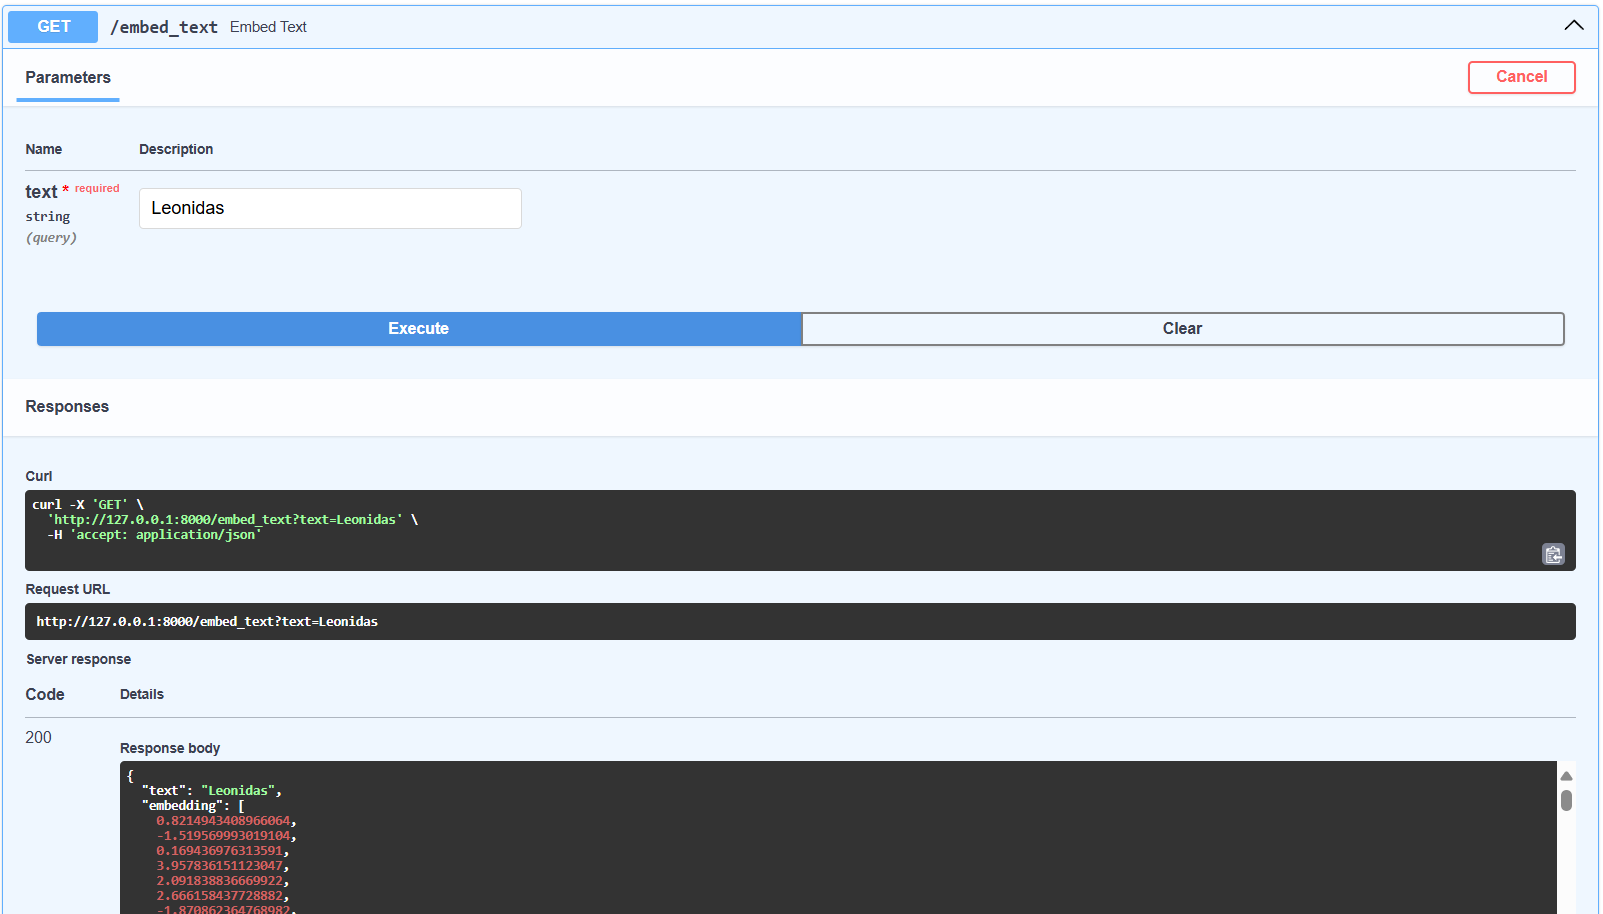 GET /embed_text Embed Text
Parameters
Cancel
Name Description
text * required
string
(query)
Leonidas
Execute
Clear
Responses
Curl
curl -X 'GET' \
  'http://127.0.0.1:8000/embed_text?text=Leonidas' \
  -H 'accept: application/json'
Request URL
http://127.0.0.1:8000/embed_text?text=Leonidas
Server response
Code Details
200
Response body
{
  "text": "Leonidas",
  "embedding": [
    0.8214943408966064,
    -1.519569993019104,
    0.169436976313591,
    3.957836151123047,
    2.091838836669922,
    2.666158437728882,
    -1.870862364768982,